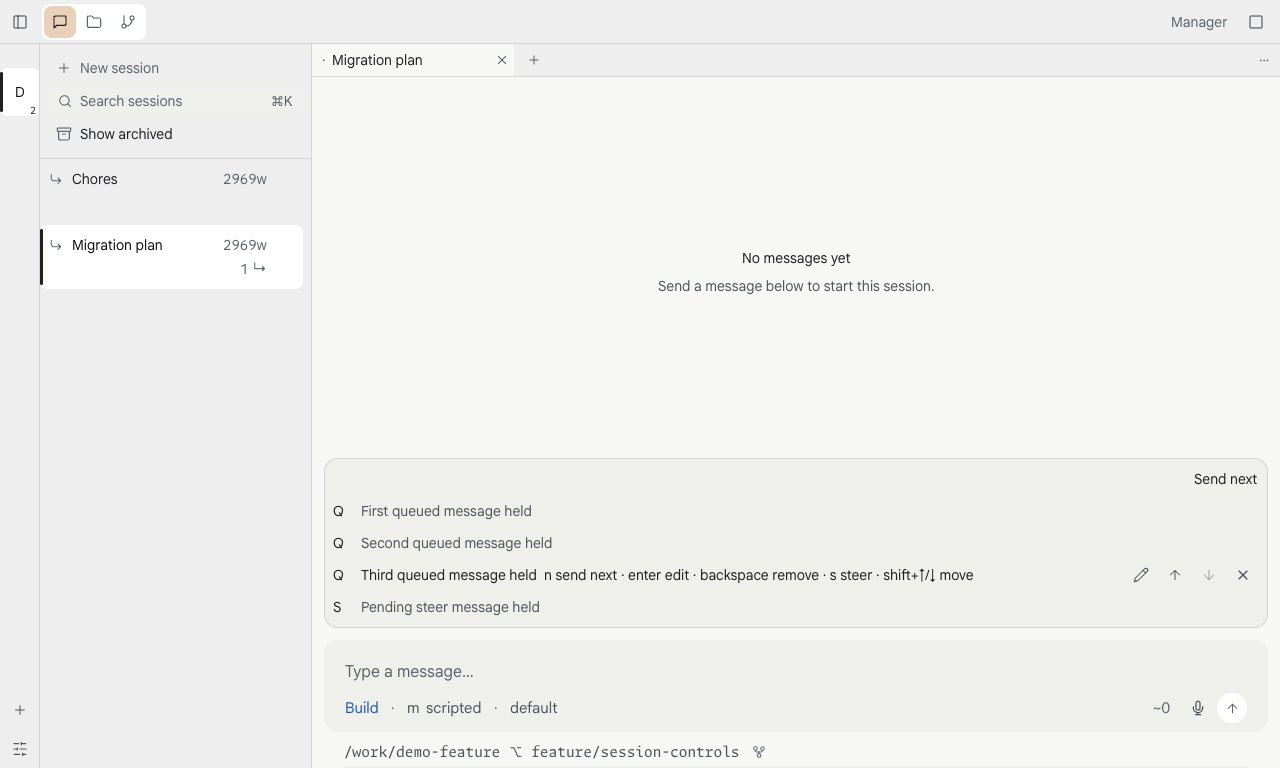 Manager
D
2
New session
Search sessions ⌘K
Show archived
Chores 2969w
Migration plan 2969w
1
· Migration plan
No messages yet
Send a message below to start this session.
Send next
Q First queued message held
Q Second queued message held
Q Third queued message held n send next · enter edit · backspace remove · s steer · shift+↑/↓ move
S Pending steer message held
Type a message...
Build · m scripted · default ~0
/work/demo-feature ⌥ feature/session-controls